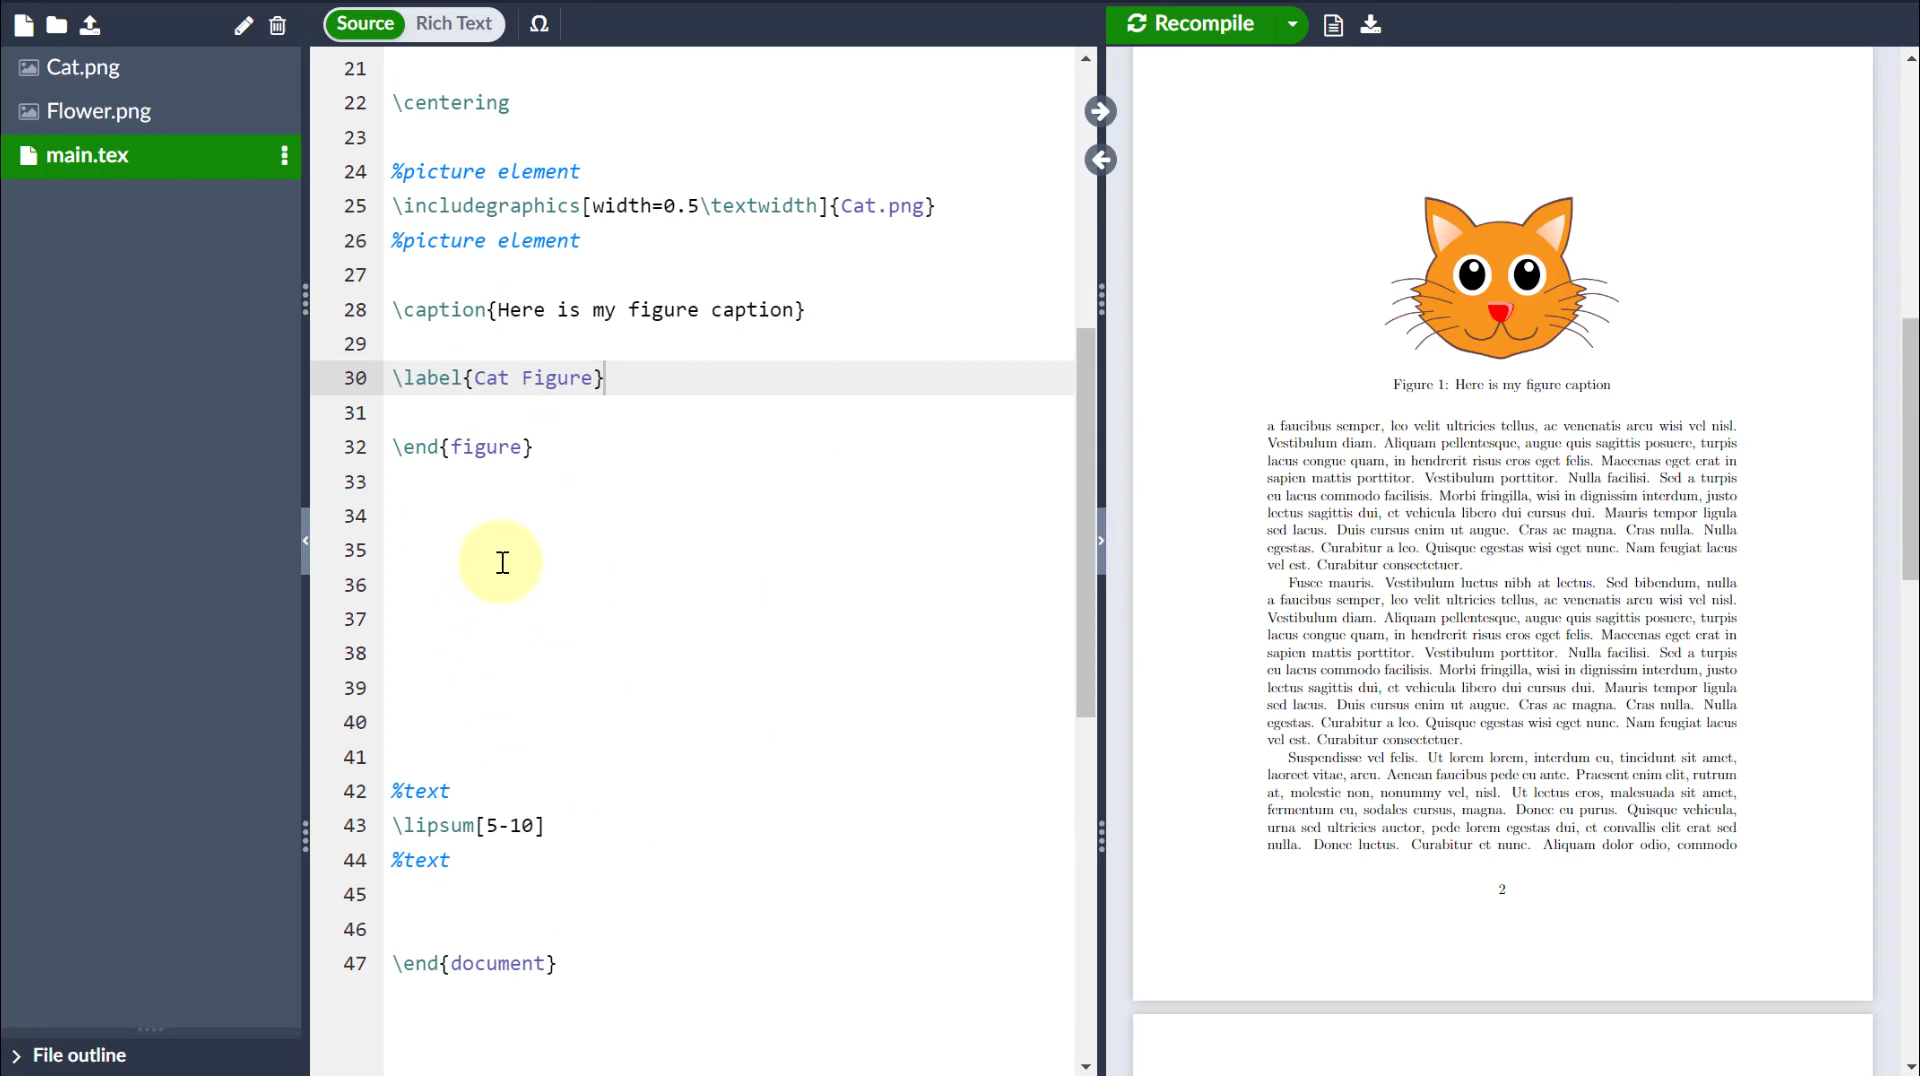 Source Rich Text Ω
Recompile
Cat.png
Flower.png
main.tex
File outline
21
22 \centering
23
24 %picture element
25 \includegraphics[width=0.5\textwidth]{Cat.png}
26 %picture element
27
28 \caption{Here is my figure caption}
29
30 \label{Cat Figure}
31
32 \end{figure}
33
34
35
36
37
38
39
40
41
42 %text
43 \lipsum[5-10]
44 %text
45
46
47 \end{document}
Figure 1: Here is my figure caption
a faucibus semper, leo velit ultricies tellus, ac venenatis arcu wisi vel nisl.
Vestibulum diam. Aliquam pellentesque, augue quis sagittis posuere, turpis
lacus congue quam, in hendrerit risus eros eget felis. Maecenas eget erat in
sapien mattis porttitor. Vestibulum porttitor. Nulla facilisi. Sed a turpis
eu lacus commodo facilisis. Morbi fringilla, wisi in dignissim interdum, justo
lectus sagittis dui, et vehicula libero dui cursus dui. Mauris tempor ligula
sed lacus. Duis cursus enim ut augue. Cras ac magna. Cras nulla. Nulla
egestas. Curabitur a leo. Quisque egestas wisi eget nunc. Nam feugiat lacus
vel est. Curabitur consectetuer.
Fusce mauris. Vestibulum luctus nibh at lectus. Sed bibendum, nulla
a faucibus semper, leo velit ultricies tellus, ac venenatis arcu wisi vel nisl.
Vestibulum diam. Aliquam pellentesque, augue quis sagittis posuere, turpis
lacus congue quam, in hendrerit risus eros eget felis. Maecenas eget erat in
sapien mattis porttitor. Vestibulum porttitor. Nulla facilisi. Sed a turpis
eu lacus commodo facilisis. Morbi fringilla, wisi in dignissim interdum, justo
lectus sagittis dui, et vehicula libero dui cursus dui. Mauris tempor ligula
sed lacus. Duis cursus enim ut augue. Cras ac magna. Cras nulla. Nulla
egestas. Curabitur a leo. Quisque egestas wisi eget nunc. Nam feugiat lacus
vel est. Curabitur consectetuer.
Suspendisse vel felis. Ut lorem lorem, interdum eu, tincidunt sit amet,
laoreet vitae, arcu. Aenean faucibus pede eu ante. Praesent enim elit, rutrum
at, molestie non, nonummy vel, nisl. Ut lectus eros, malesuada sit amet,
fermentum eu, sodales cursus, magna. Donec eu purus. Quisque vehicula,
urna sed ultricies auctor, pede lorem egestas dui, et convallis elit erat sed
nulla. Donec luctus. Curabitur et nunc. Aliquam dolor odio, commodo
2